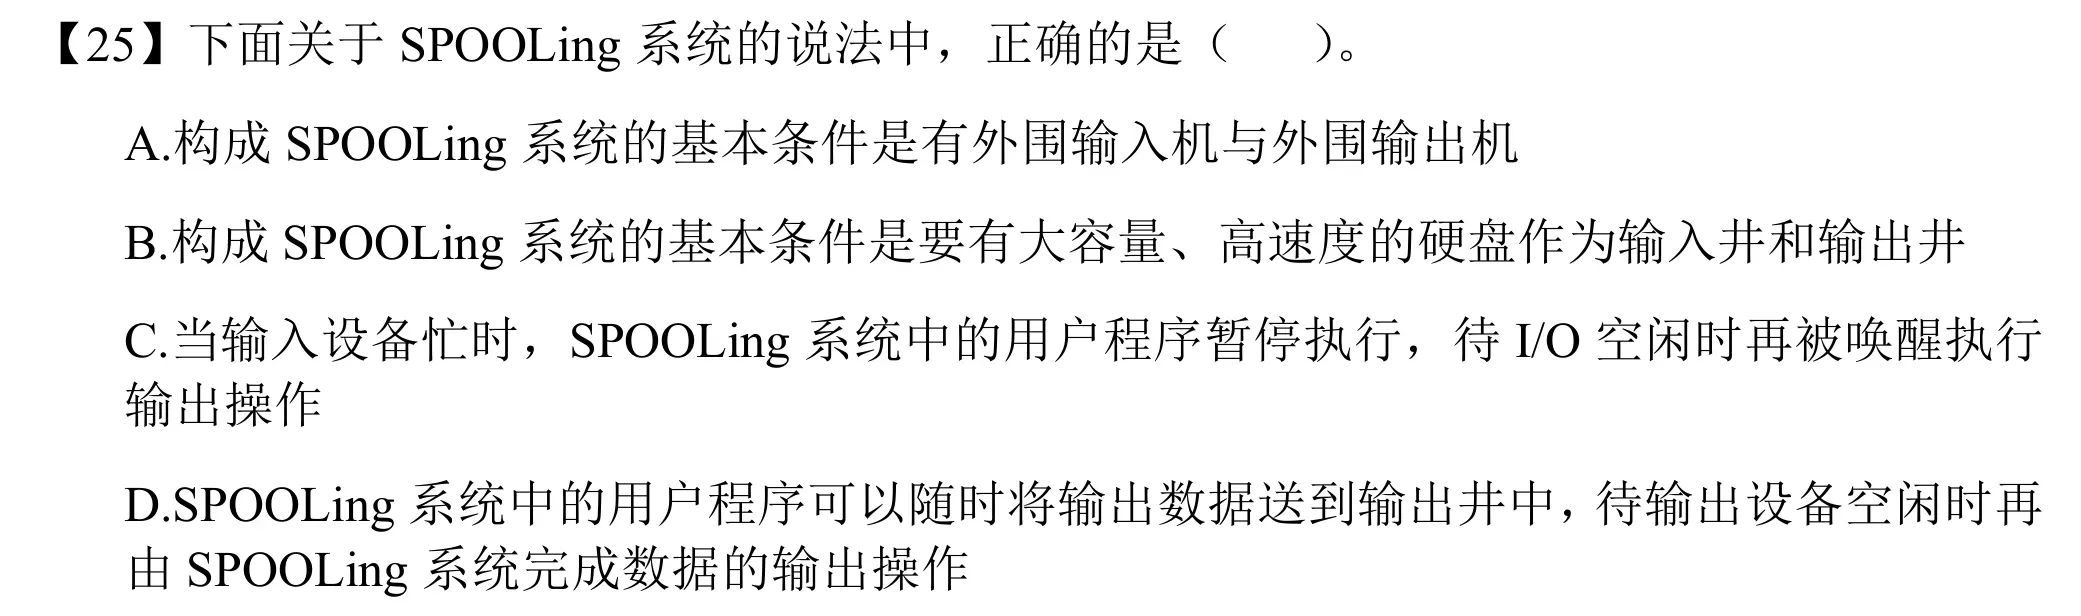 【25】下面关于 SPOOLing 系统的说法中，正确的是（　　）。
A.构成 SPOOLing 系统的基本条件是有外围输入机与外围输出机
B.构成 SPOOLing 系统的基本条件是要有大容量、高速度的硬盘作为输入井和输出井
C.当输入设备忙时，SPOOLing 系统中的用户程序暂停执行，待 I/O 空闲时再被唤醒执行
输出操作
D.SPOOLing 系统中的用户程序可以随时将输出数据送到输出井中，待输出设备空闲时再
由 SPOOLing 系统完成数据的输出操作